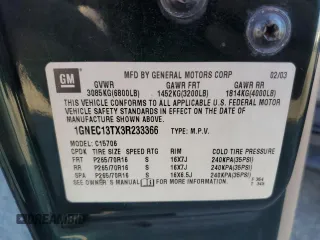 GM
MFD BY GENERAL MOTORS CORP 02/03
GVWR GAWR FRT GAWR RR
3085KG(6800LB) 1452KG(3200LB) 1814KG(4000LB)
THIS VEHICLE CONFORMS TO ALL APPLICABLE U.S. FEDERAL MOTOR
VEHICLE SAFETY STANDARDS IN EFFECT ON THE DATE OF
MANUFACTURE SHOWN ABOVE.
1GNEC13TX3R233366 TYPE: M.P.V.
MODEL: C15706
CPDK TIRE SIZE SPEED RTG RIM COLD TIRE PRESSURE
FRT P265/70R16 S 16X7J 240KPA(35PSI)
RR P265/70R16 S 16X7J 240KPA(35PSI)
SPA P265/70R16 S 16X6.5J 240KPA(35PSI)
SEE OWNER'S MANUAL FOR MORE INFORMATION